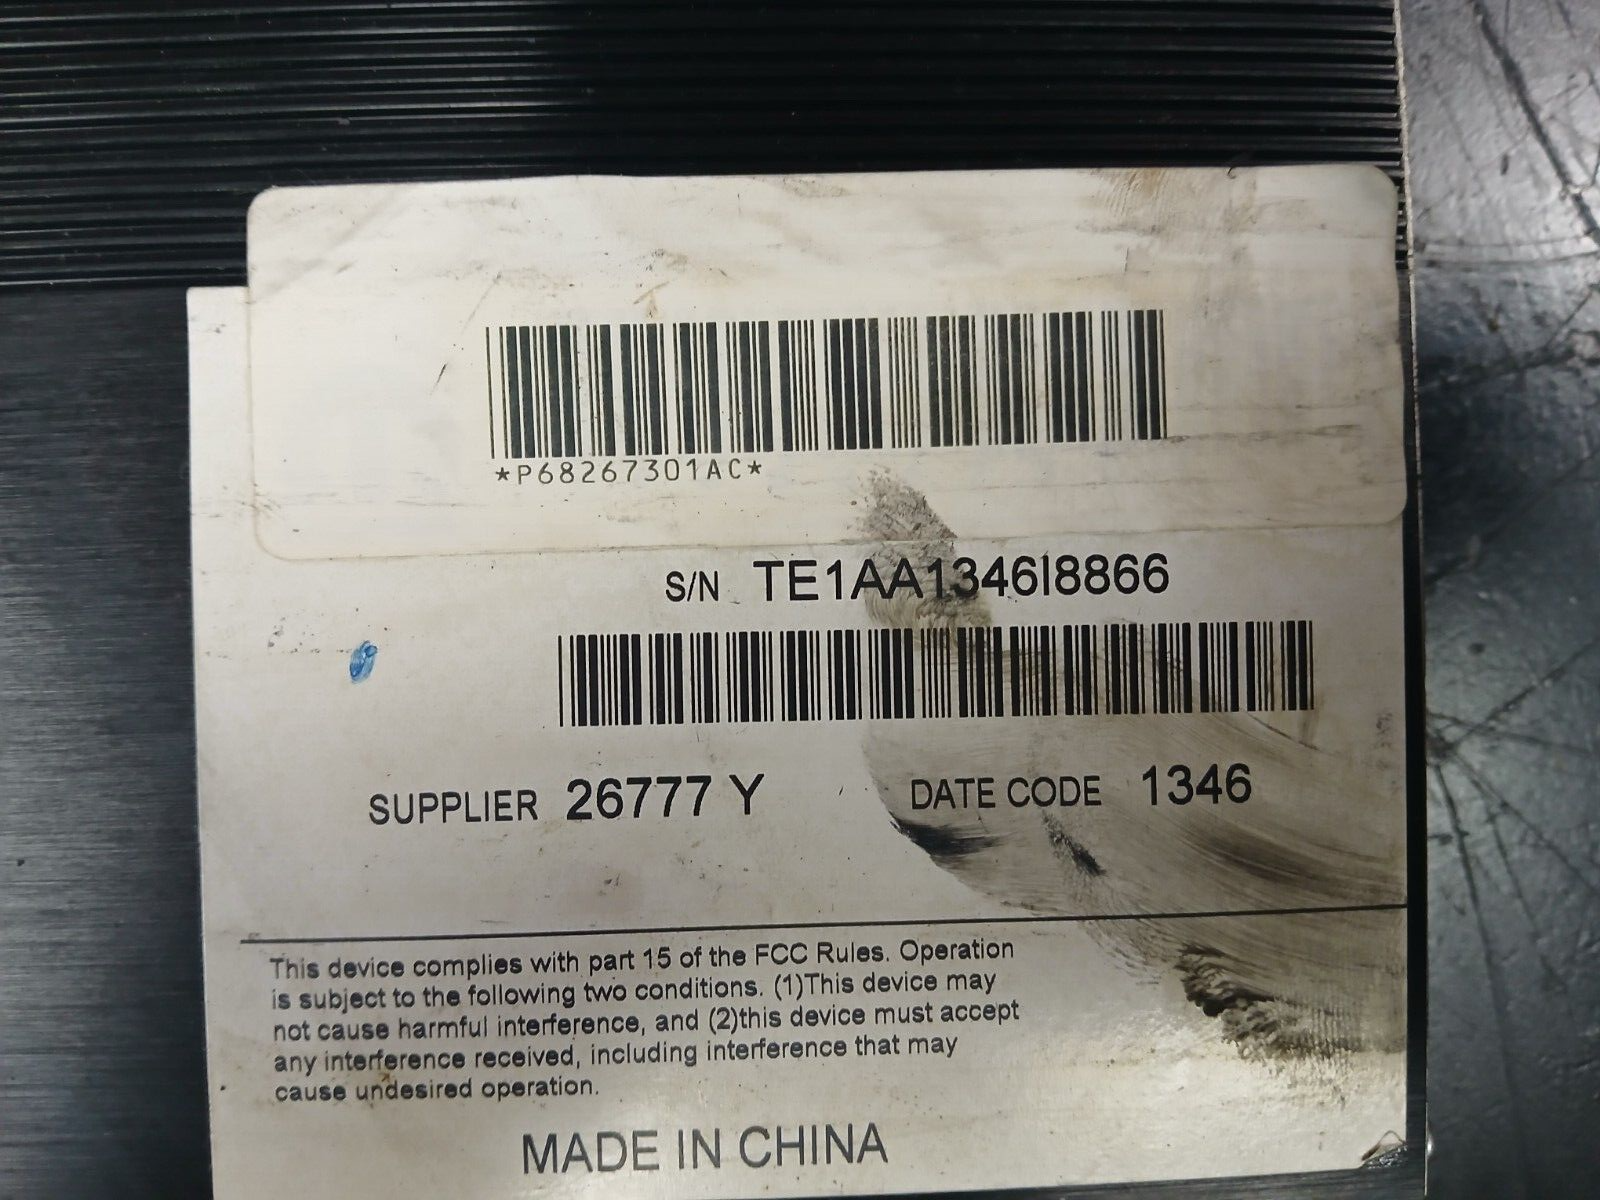 *P68267301AC*
S/N TE1AA1346I8866
SUPPLIER 26777 Y DATE CODE 1346
This device complies with part 15 of the FCC Rules. Operation
is subject to the following two conditions. (1)This device may
not cause harmful interference, and (2)this device must accept
any interference received, including interference that may
cause undesired operation.
MADE IN CHINA